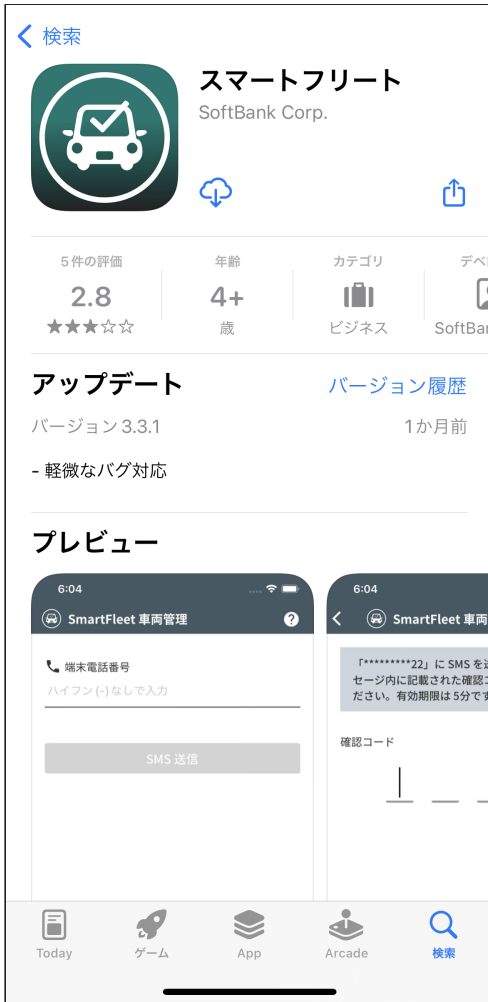 検索
スマートフリート
SoftBank Corp.
5件の評価
年齢
カテゴリ
2.8
4+
歳
ビジネス
アップデート
バージョン履歴
バージョン 3.3.1
1か月前
- 軽微なバグ対応
プレビュー
6:04
SmartFleet 車両管理
?
端末電話番号
ハイフン (-) なしで入力
SMS 送信
6:04
SmartFleet 車両
「*********22」に SMS を
セージ内に記載された確認
ださい。有効期限は 5分で
確認コード
Today
ゲーム
App
Arcade
検索